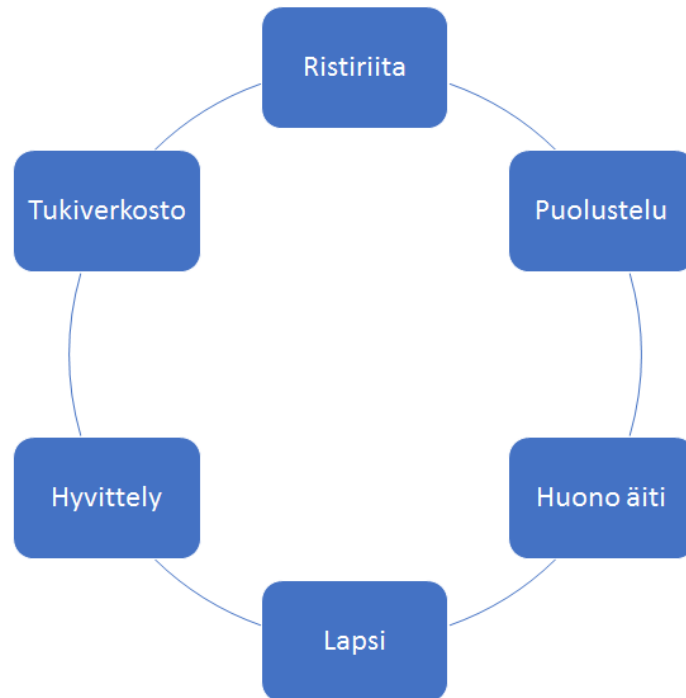 Ristiriita
Puolustelu
Huono äiti
Lapsi
Hyvittely
Tukiverkosto